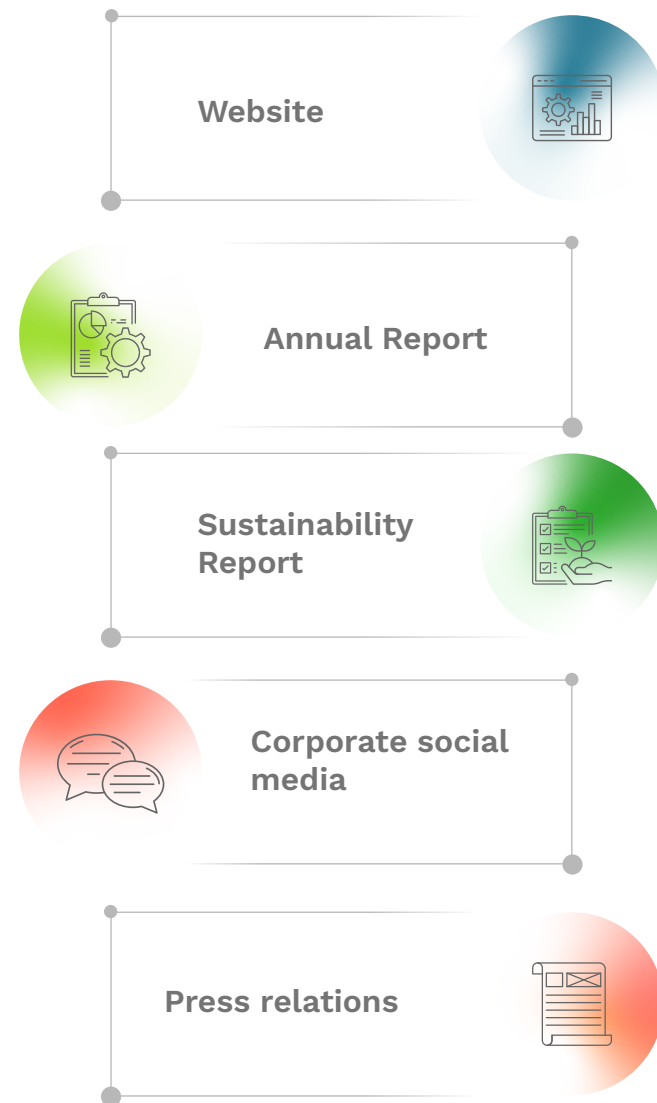 Website
Annual Report
Sustainability
Report
Corporate social
media
Press relations